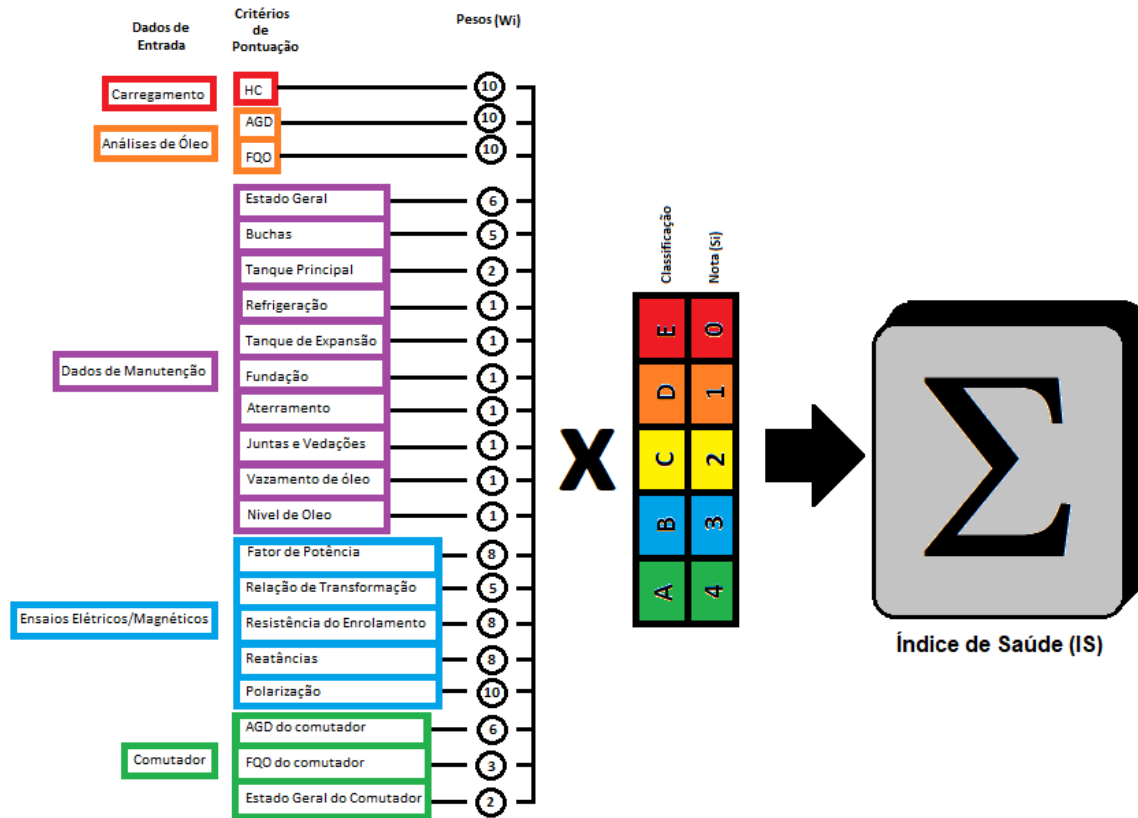 Dados de
Entrada
Critérios
de
Pontuação
Pesos (Wi)
Carregamento
HC
10
Análises de Óleo
AGD
10
FQO
10
Dados de Manutenção
Estado Geral
6
Buchas
5
Tanque Principal
2
Refrigeração
1
Tanque de Expansão
1
Fundação
1
Aterramento
1
Juntas e Vedações
1
Vazamento de óleo
1
Nivel de Oleo
1
Ensaios Elétricos/Magnéticos
Fator de Potência
8
Relação de Transformação
5
Resistência do Enrolamento
8
Reatâncias
8
Polarização
10
Comutador
AGD do comutador
6
FQO do comutador
3
Estado Geral do Comutador
2
X
Classificação
Nota (Si)
E 0
D 1
C 2
B 3
A 4
Σ
Índice de Saúde (IS)